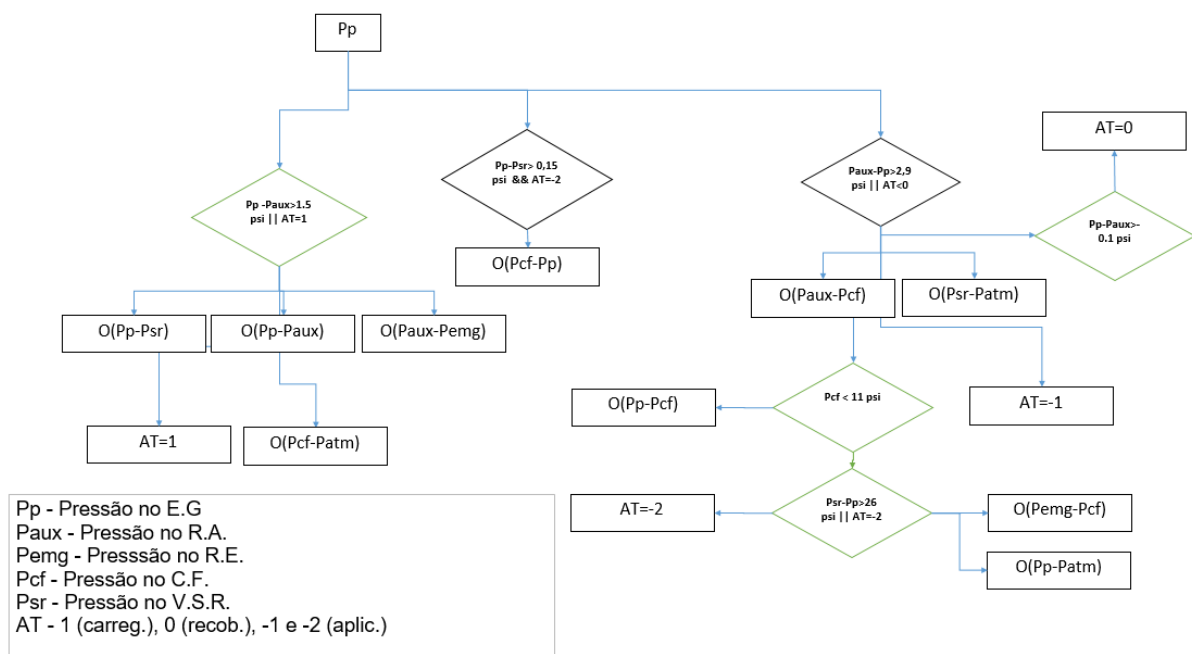 Pp
AT=0
Pp-Psr> 0,15
psi && AT=-2
Paux-Pp>2,9
psi || AT<0
Pp -Paux>1.5
psi || AT=1
Pp-Paux>-
0.1 psi
O(Pcf-Pp)
O(Paux-Pcf)
O(Psr-Patm)
O(Pp-Psr)
O(Pp-Paux)
O(Paux-Pemg)
Pcf < 11 psi
O(Pp-Pcf)
AT=-1
AT=1
O(Pcf-Patm)
Psr-Pp>26
psi || AT=-2
AT=-2
O(Pemg-Pcf)
O(Pp-Patm)
Pp - Pressão no E.G
Paux - Pressão no R.A.
Pemg - Presssão no R.E.
Pcf - Pressão no C.F.
Psr - Pressão no V.S.R.
AT - 1 (carreg.), 0 (recob.), -1 e -2 (aplic.)